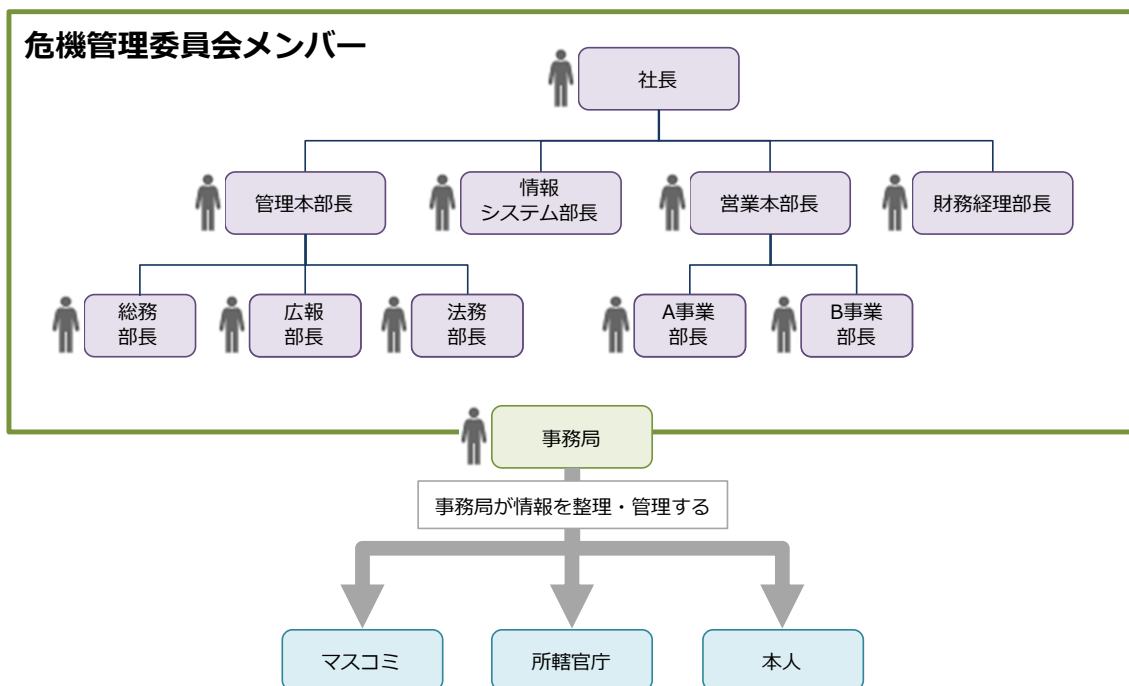 危機管理委員会メンバー
社長
管理本部長
情報
システム部長
営業本部長
財務経理部長
総務
部長
広報
部長
法務
部長
A事業
部長
B事業
部長
事務局
事務局が情報を整理・管理する
マスコミ
所轄官庁
本人